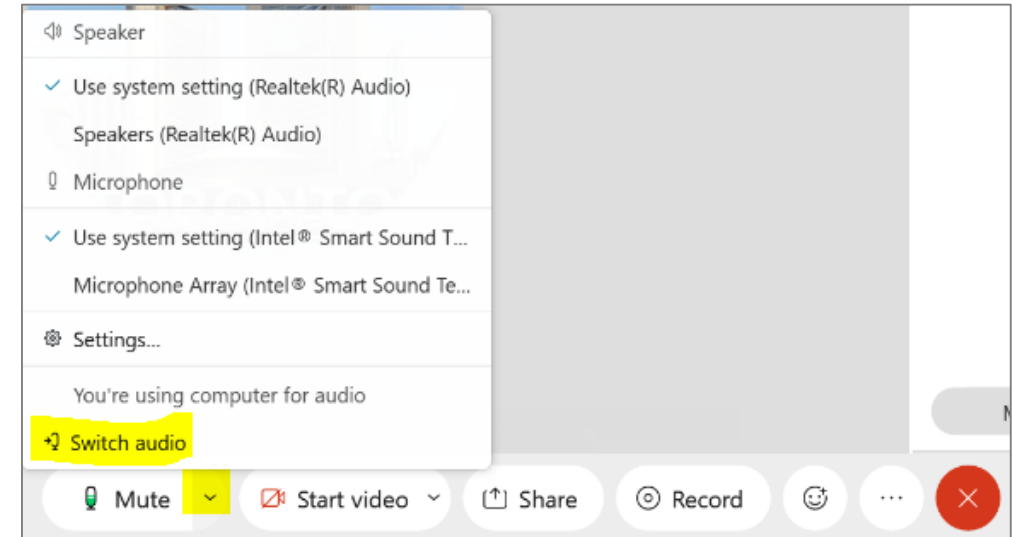 Speaker
Use system setting (Realtek(R) Audio)
Speakers (Realtek(R) Audio)
Microphone
Use system setting (Intel® Smart Sound T...
Microphone Array (Intel® Smart Sound Te...
Settings...
You're using computer for audio
Switch audio
Mute Start video Share Record ...